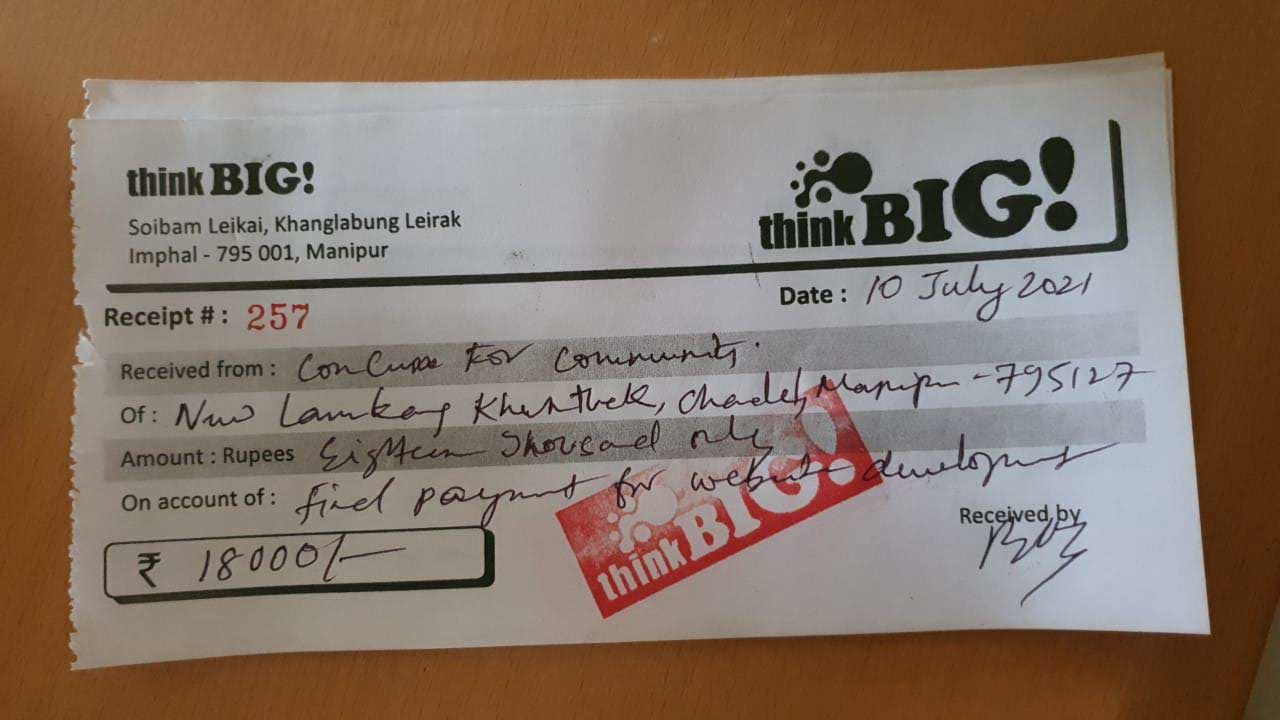 think BIG!
think BIG!
Soibam Leikai, Khanglabung Leirak
Imphal - 795 001, Manipur
Receipt # : 257
Date : 10 July 2021
Received from : for Community.
Of : New Lamkang Khunthak, Chandel, Manipur - 795127
Amount : Rupees Eighteen Thousand only
On account of : final payment for website development
Received by
₹ 18000/-
think BIG!